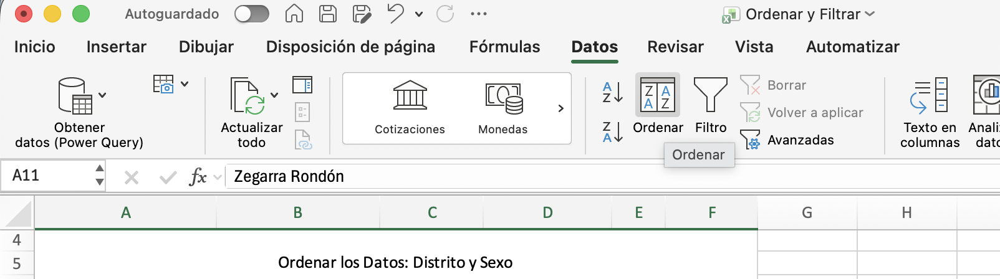 Autoguardado
Ordenar y Filtrar
Inicio Insertar Dibujar Disposición de página Fórmulas Datos Revisar Vista Automatizar
Obtener
datos (Power Query)
Actualizar
todo
Cotizaciones Monedas
A
Z
Z
A
Z A
A Z
Ordenar Filtro
Borrar
Volver a aplicar
Avanzadas
Texto en
columnas
Ordenar
A11 fx Zegarra Rondón
A B C D E F G H
4
5 Ordenar los Datos: Distrito y Sexo